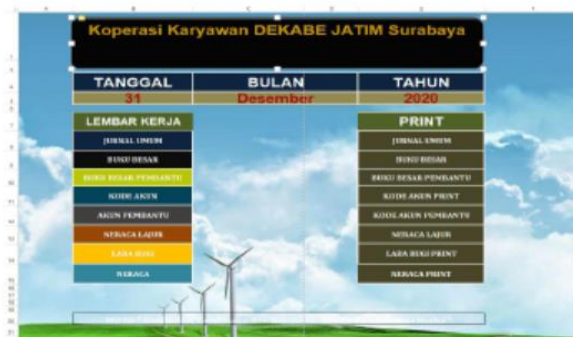 Koperasi Karyawan DEKABE JATIM Surabaya
TANGGAL BULAN TAHUN
31 Desember 2020
LEMBAR KERJA PRINT
JURNAL UMUM JURNAL UMUM
BUKU BESAR BUKU BESAR
BUKU BESAR PEMBANTU BUKU BESAR PEMBANTU
KODE AKUN KODE AKUN PRINT
AKUN PEMBANTU KODE AKUN PEMBANTU
NERACA LAJUR NERACA LAJUR
LABA RUGI LABA RUGI PRINT
NERACA NERACA PRINT